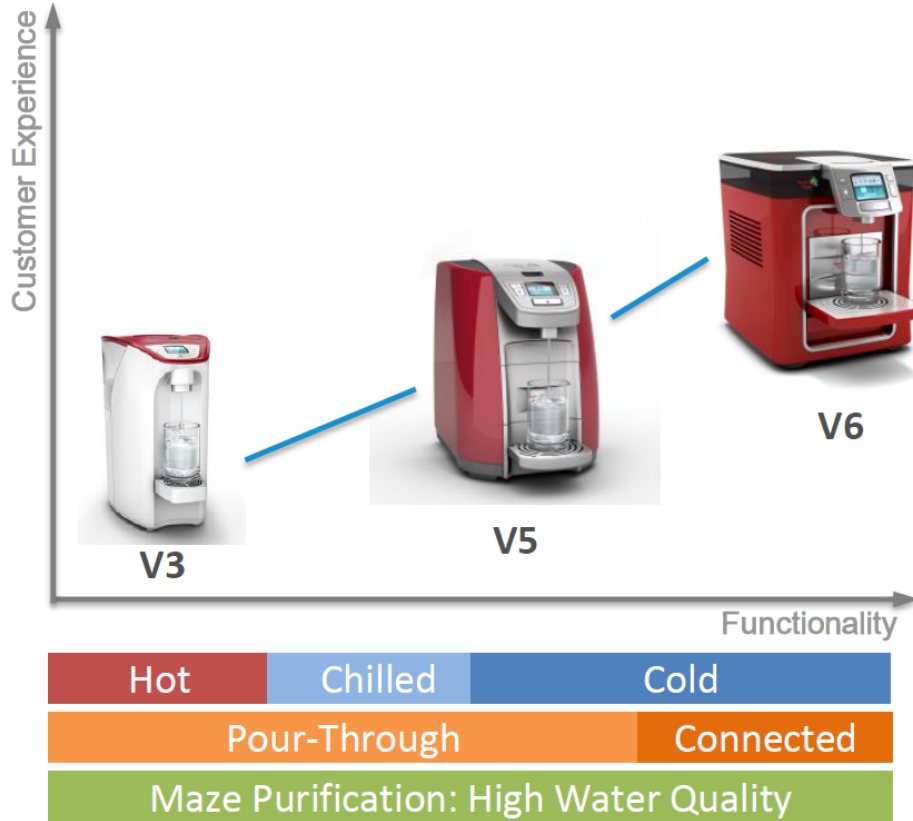 Customer Experience
V6
V5
V3
Functionality
Hot Chilled Cold
Pour-Through Connected
Maze Purification: High Water Quality